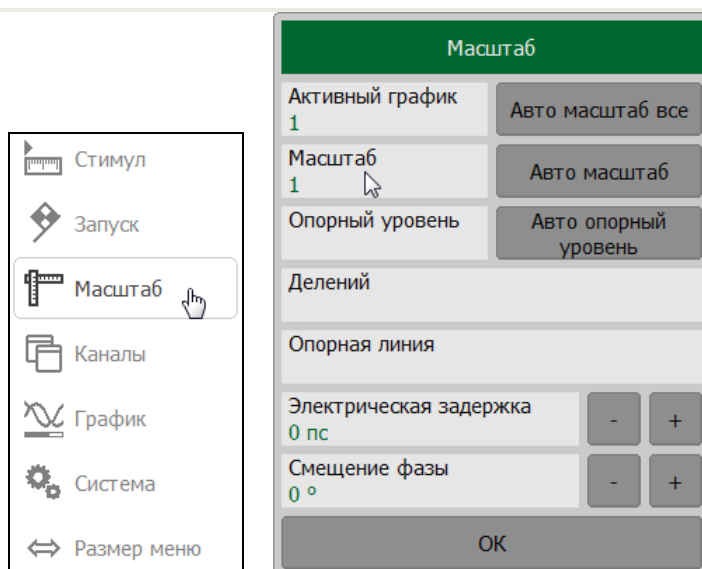 Стимул
Запуск
Масштаб
Каналы
График
Система
Размер меню
Масштаб
Активный график
1
Авто масштаб все
Масштаб
1
Авто масштаб
Опорный уровень
Авто опорный
уровень
Делений
Опорная линия
Электрическая задержка
0 пс
-
+
Смещение фазы
0 °
-
+
ОК